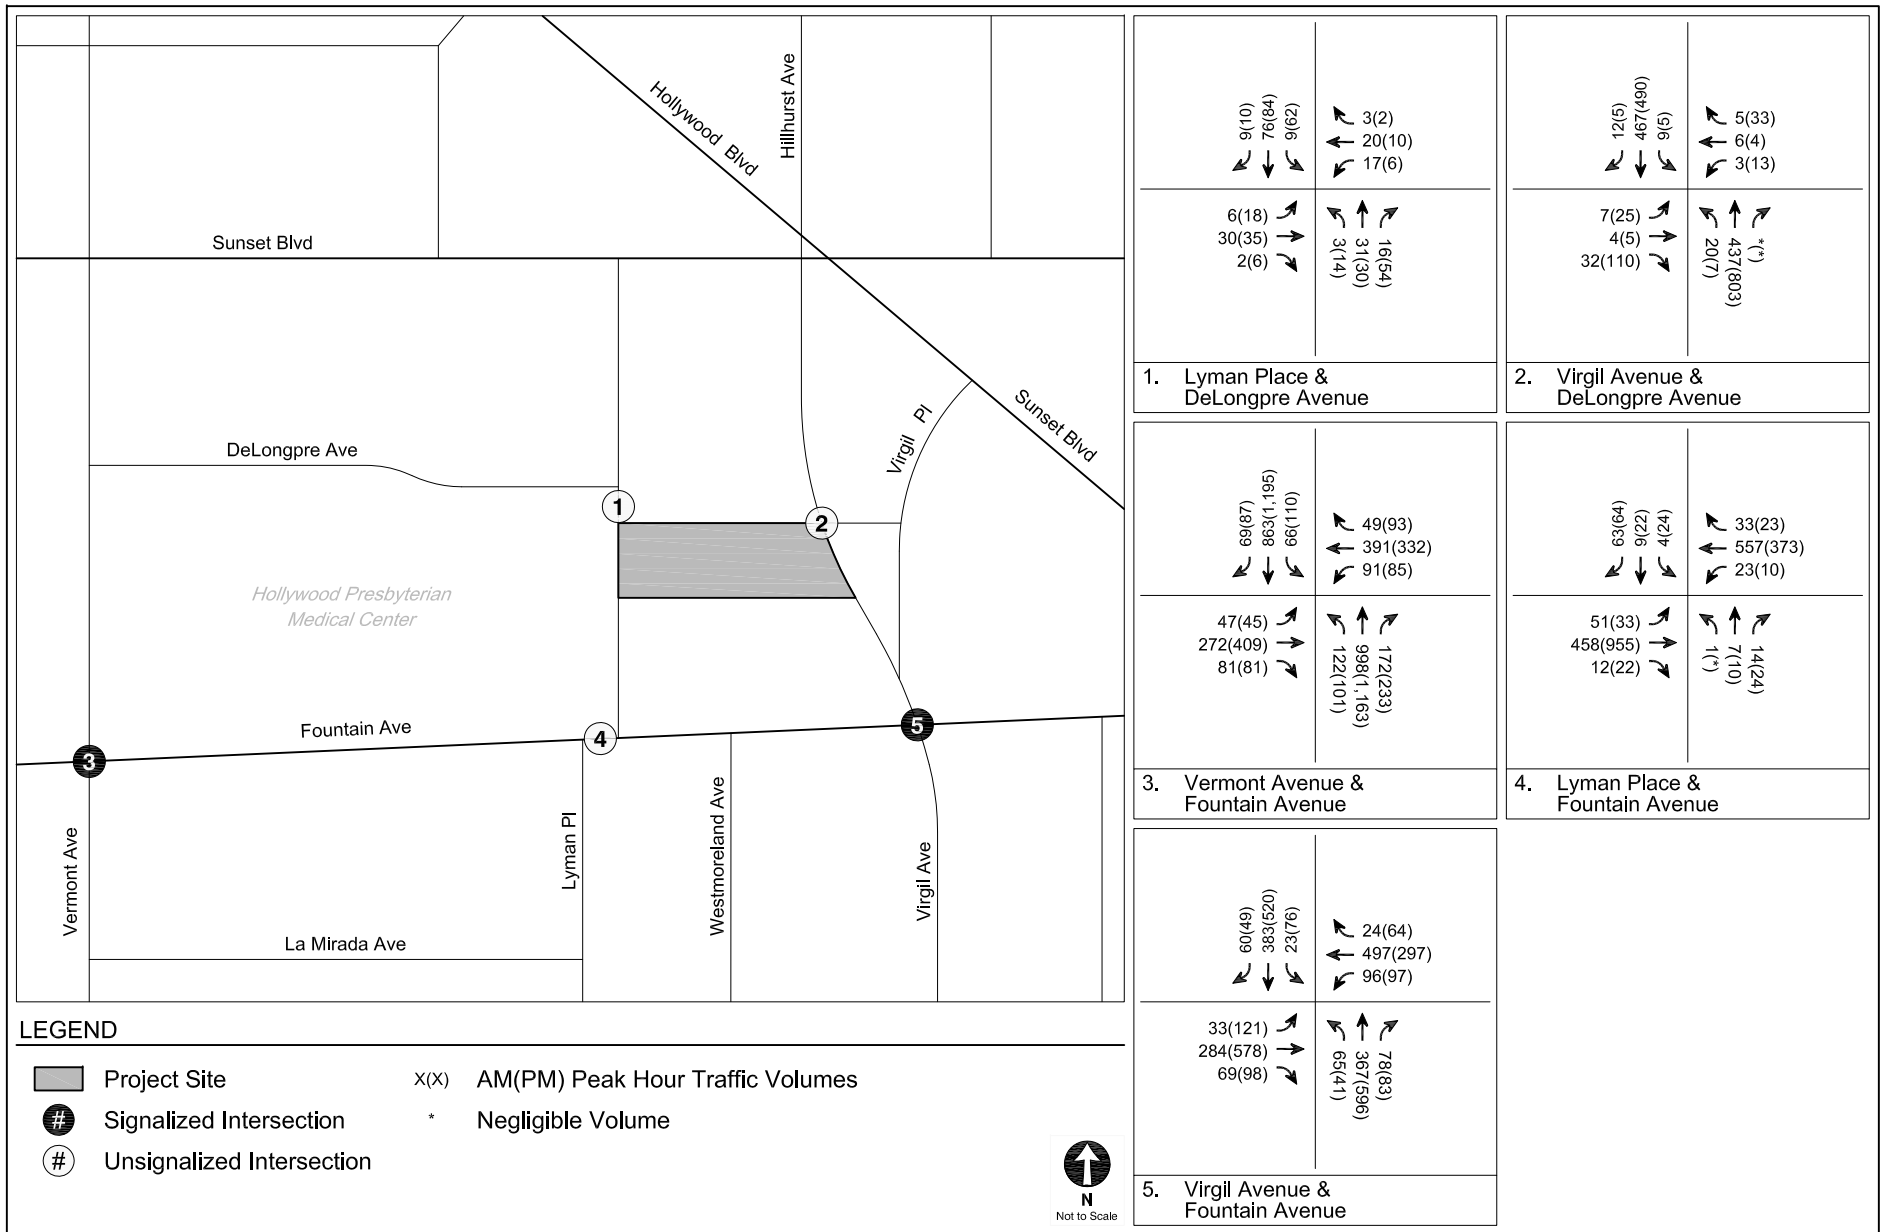 Hollywood Blvd
Hillhurst Ave
Sunset Blvd
Sunset Blvd
Virgil Pl
DeLongpre Ave
1
2
Hollywood Presbyterian
Medical Center
Fountain Ave
3
4
5
Vermont Ave
Lyman Pl
Westmoreland Ave
Virgil Ave
La Mirada Ave
LEGEND
Project Site
# Signalized Intersection
# Unsignalized Intersection
X(X) AM(PM) Peak Hour Traffic Volumes
* Negligible Volume
N
Not to Scale
9(10)
76(84)
9(62)
3(2)
20(10)
17(6)
6(18)
30(35)
2(6)
3(14)
31(30)
16(54)
1. Lyman Place &
DeLongpre Avenue
12(5)
467(490)
9(5)
5(33)
6(4)
3(13)
7(25)
4(5)
32(110)
20(7)
437(803)
*(*)
2. Virgil Avenue &
DeLongpre Avenue
69(87)
863(1,195)
66(110)
49(93)
391(332)
91(85)
47(45)
272(409)
81(81)
122(101)
998(1,163)
172(233)
3. Vermont Avenue &
Fountain Avenue
63(64)
9(22)
4(24)
33(23)
557(373)
23(10)
51(33)
458(955)
12(22)
1(*)
7(10)
14(24)
4. Lyman Place &
Fountain Avenue
60(49)
383(520)
23(76)
24(64)
497(297)
96(97)
33(121)
284(578)
69(98)
65(41)
367(596)
78(83)
5. Virgil Avenue &
Fountain Avenue